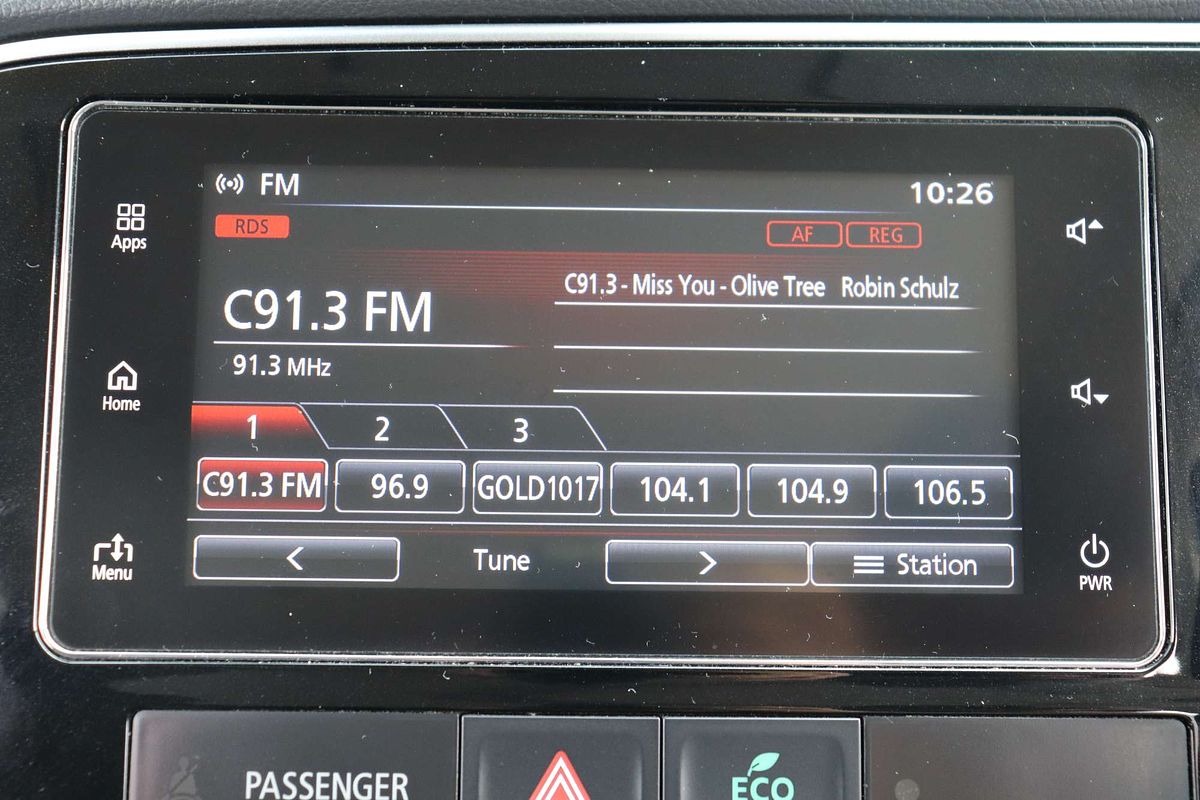 FM
10:26
RDS
AF
REG
Apps
C91.3 - Miss You - Olive Tree Robin Schulz
C91.3 FM
91.3 MHz
Home
1
2
3
C91.3 FM
96.9
GOLD1017
104.1
104.9
106.5
Menu
<
Tune
>
Station
PWR
PASSENGER
ECO